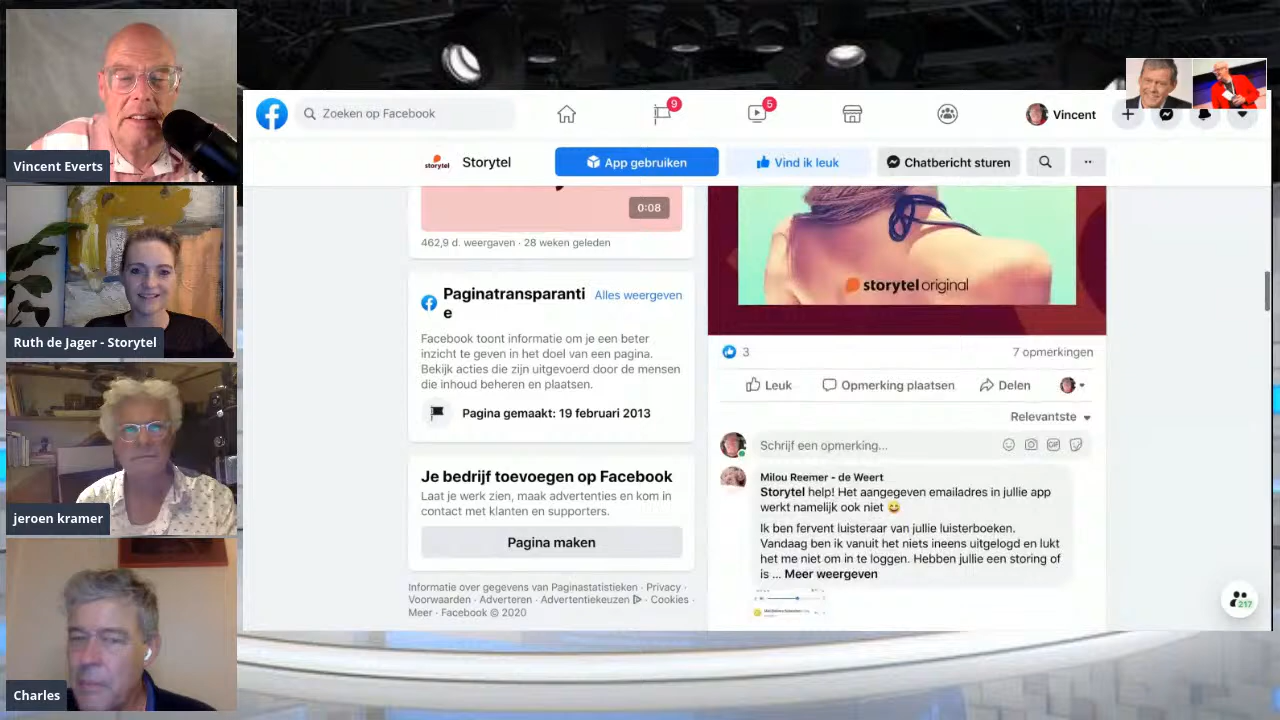 Vincent Everts
Ruth de Jager - Storytel
jeroen kramer
Charles
Zoeken op Facebook
9
5
Vincent
storytel
Storytel
App gebruiken
Vind ik leuk
Chatbericht sturen
0:08
462,9 d. weergaven · 28 weken geleden
Paginatransparanti
e
Alles weergeven
Facebook toont informatie om je een beter
inzicht te geven in het doel van een pagina.
Bekijk acties die zijn uitgevoerd door de mensen
die inhoud beheren en plaatsen.
Pagina gemaakt: 19 februari 2013
Je bedrijf toevoegen op Facebook
Laat je werk zien, maak advertenties en kom in
contact met klanten en supporters.
Pagina maken
Informatie over gegevens van Paginastatistieken · Privacy ·
Voorwaarden · Adverteren · Advertentiekeuzen · Cookies ·
Meer · Facebook © 2020
storytel original
3
7 opmerkingen
Leuk
Opmerking plaatsen
Delen
Relevantste
Schrijf een opmerking...
GIF
Milou Reemer - de Weert
Storytel help! Het aangegeven emailadres in jullie app
werkt namelijk ook niet 😅
Ik ben fervent luisteraar van jullie luisterboeken.
Vandaag ben ik vanuit het niets ineens uitgelogd en lukt
het me niet om in te loggen. Hebben jullie een storing of
is ... Meer weergeven
217